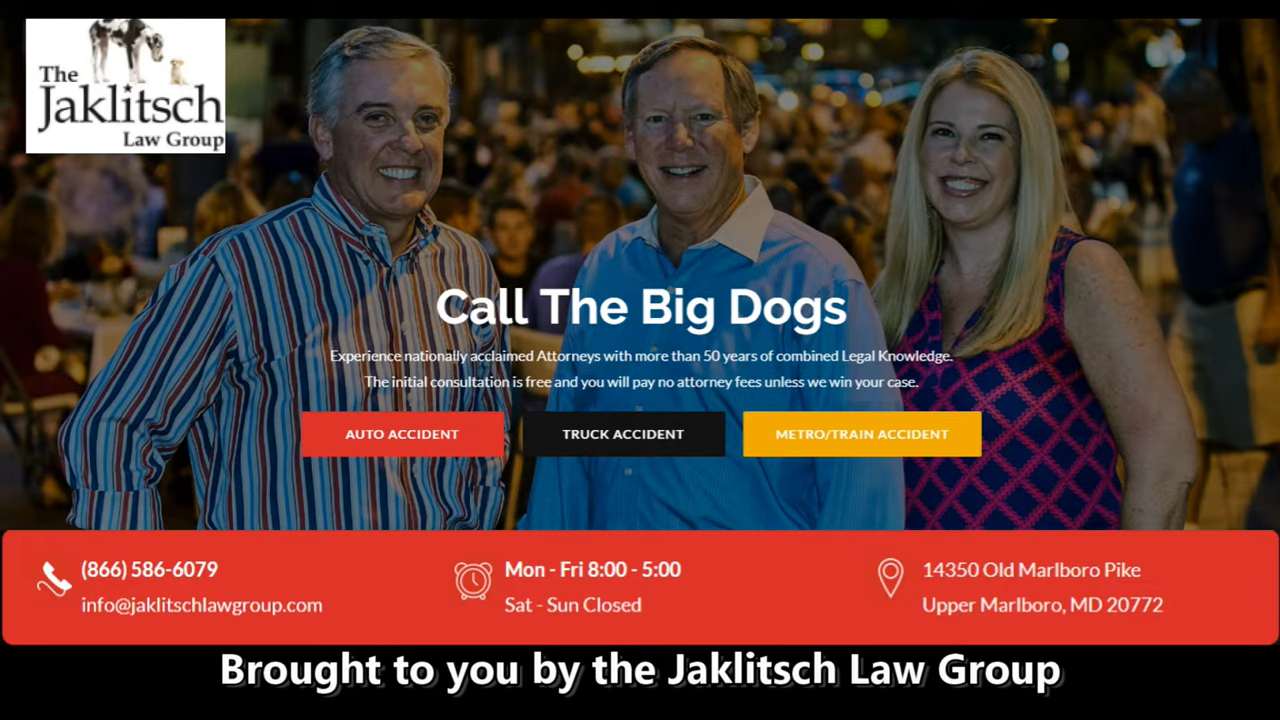 The
Jaklitsch
Law Group
Call The Big Dogs
Experience nationally acclaimed Attorneys with more than 50 years of combined Legal Knowledge.
The initial consultation is free and you will pay no attorney fees unless we win your case.
AUTO ACCIDENT
TRUCK ACCIDENT
METRO/TRAIN ACCIDENT
(866) 586-6079
info@jaklitschlawgroup.com
Mon - Fri 8:00 - 5:00
Sat - Sun Closed
14350 Old Marlboro Pike
Upper Marlboro, MD 20772
Brought to you by the Jaklitsch Law Group